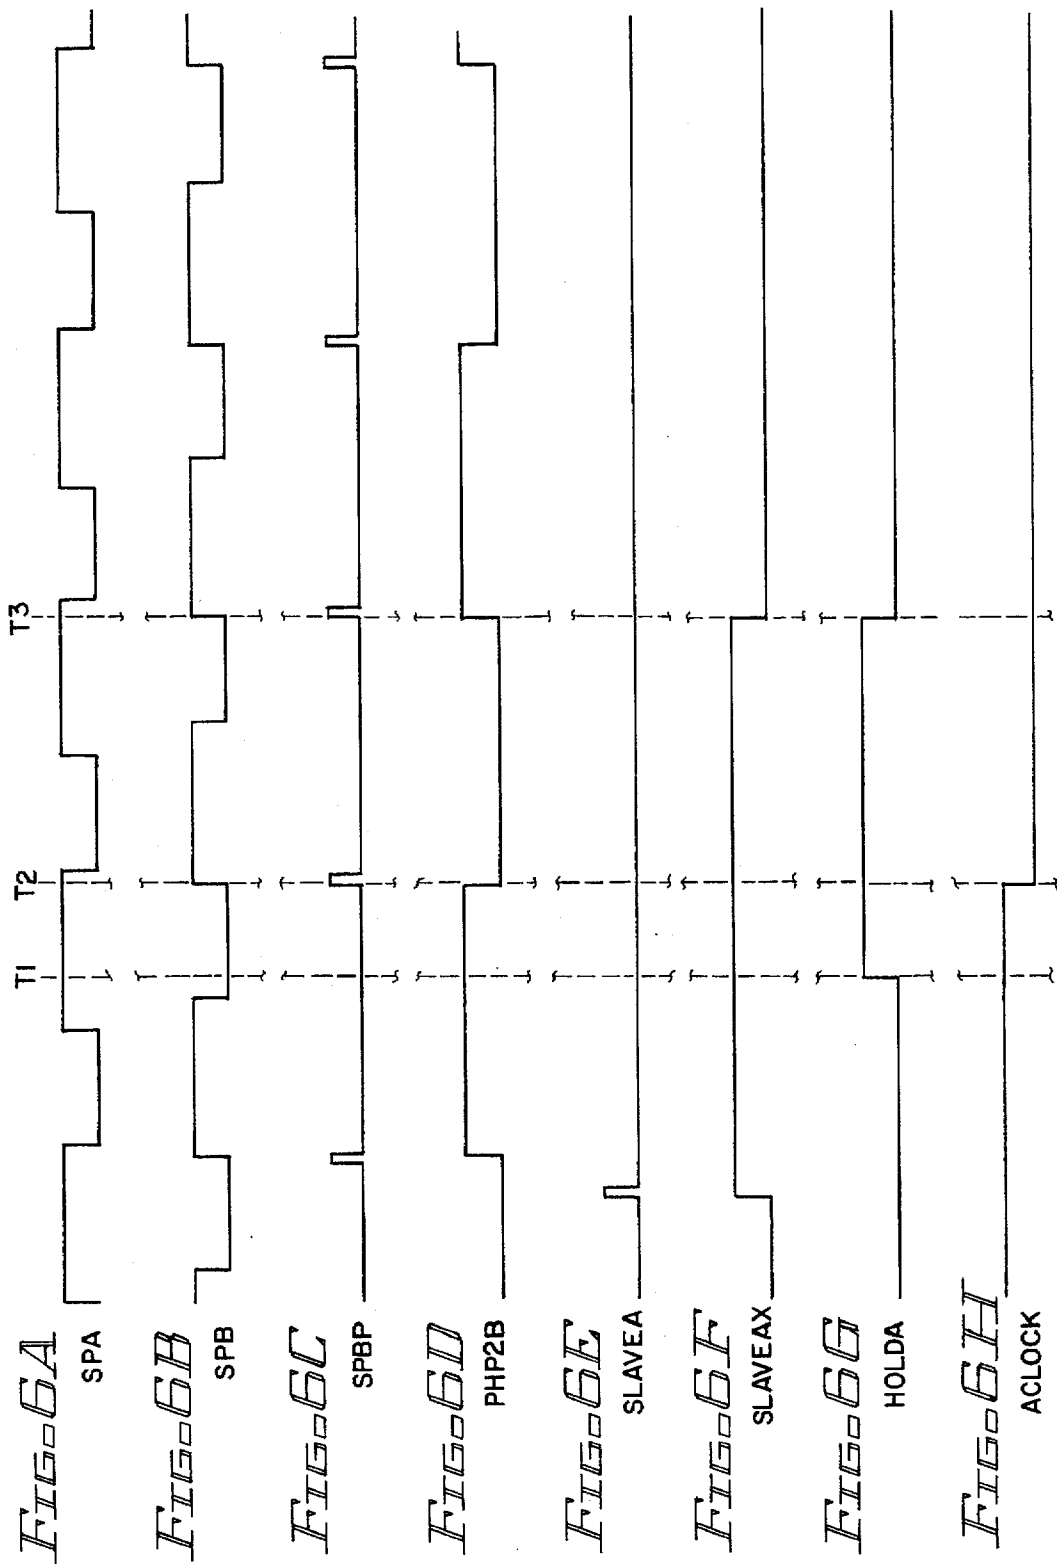 T1 T2 T3
FIG-6A
SPA
FIG-6B
SPB
FIG-6C
SPBP
FIG-6D
PHP2B
FIG-6E
SLAVEA
FIG-6F
SLAVEAX
FIG-6G
HOLDA
FIG-6H
ACLOCK